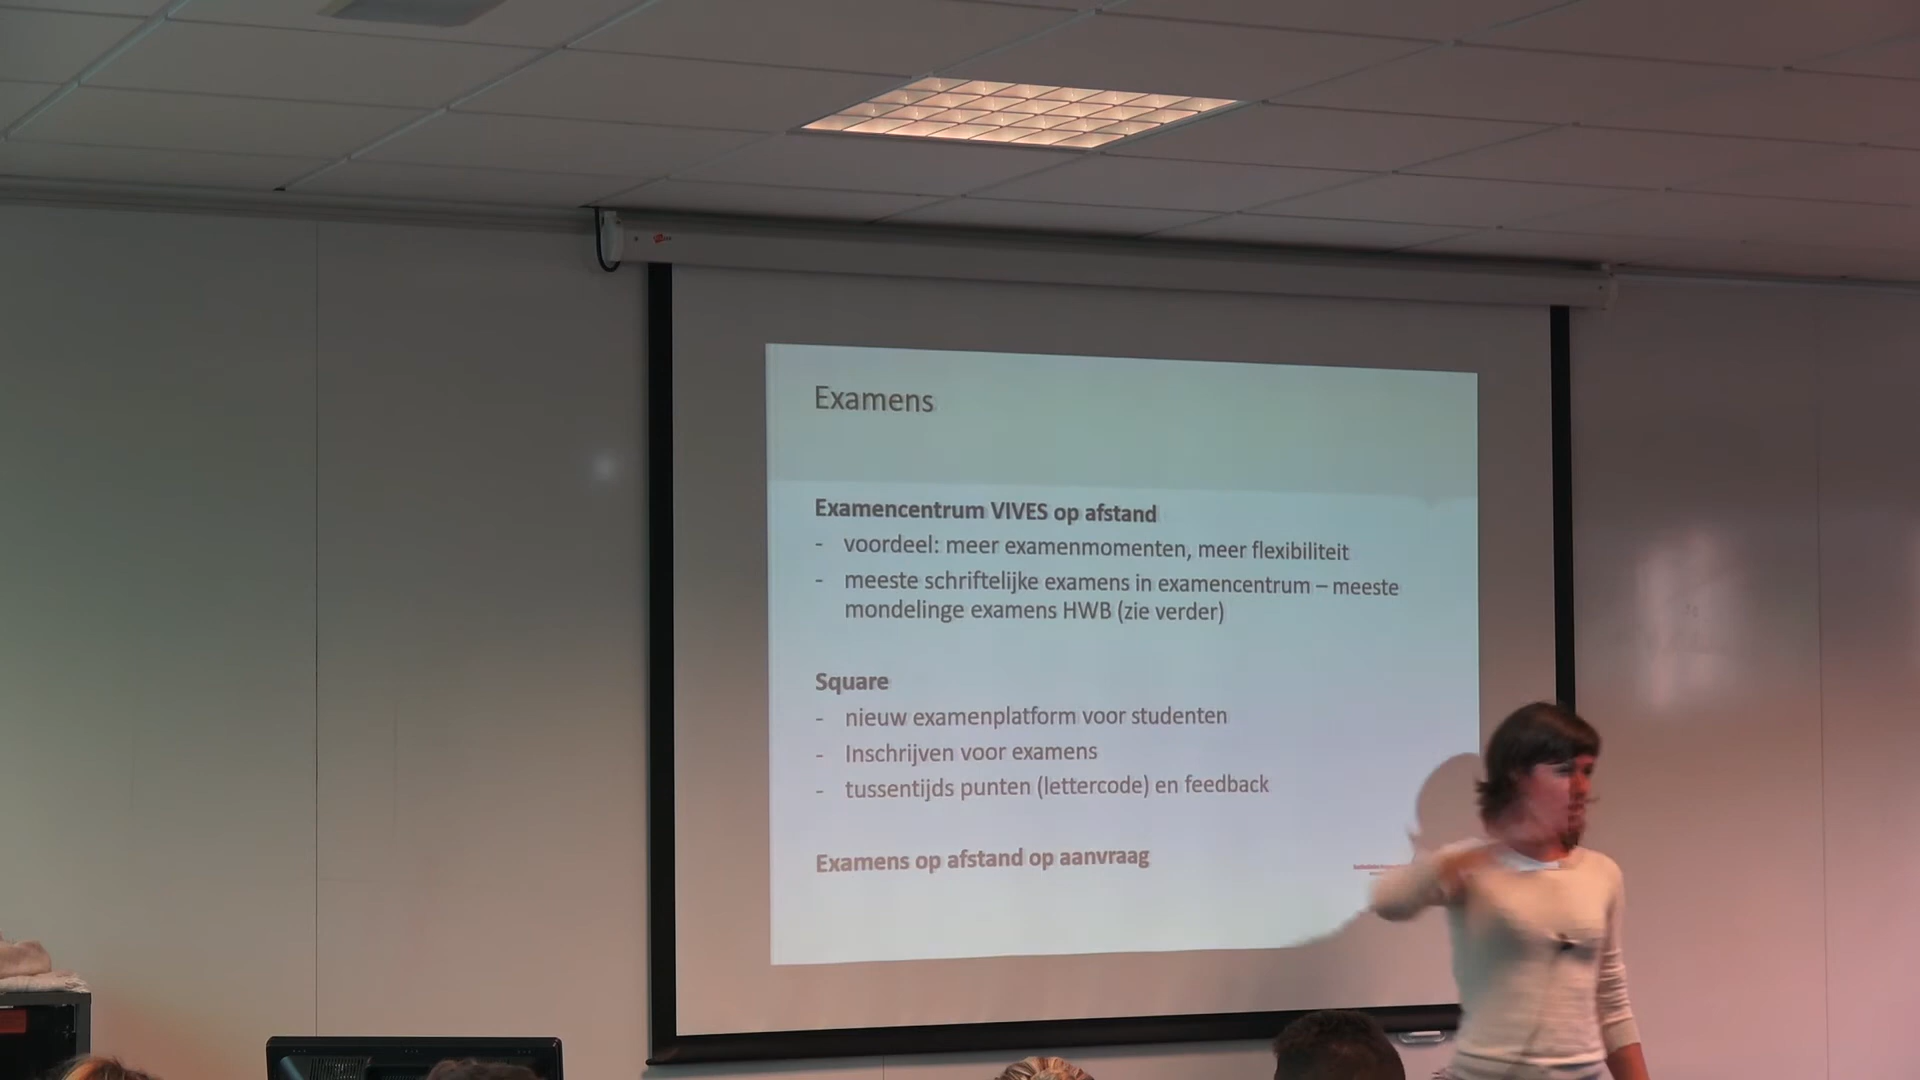 Examens
Examencentrum VIVES op afstand
- voordeel: meer examenmomenten, meer flexibiliteit
- meeste schriftelijke examens in examencentrum – meeste
mondelinge examens HWB (zie verder)
Square
- nieuw examenplatform voor studenten
- Inschrijven voor examens
- tussentijds punten (lettercode) en feedback
Examens op afstand op aanvraag